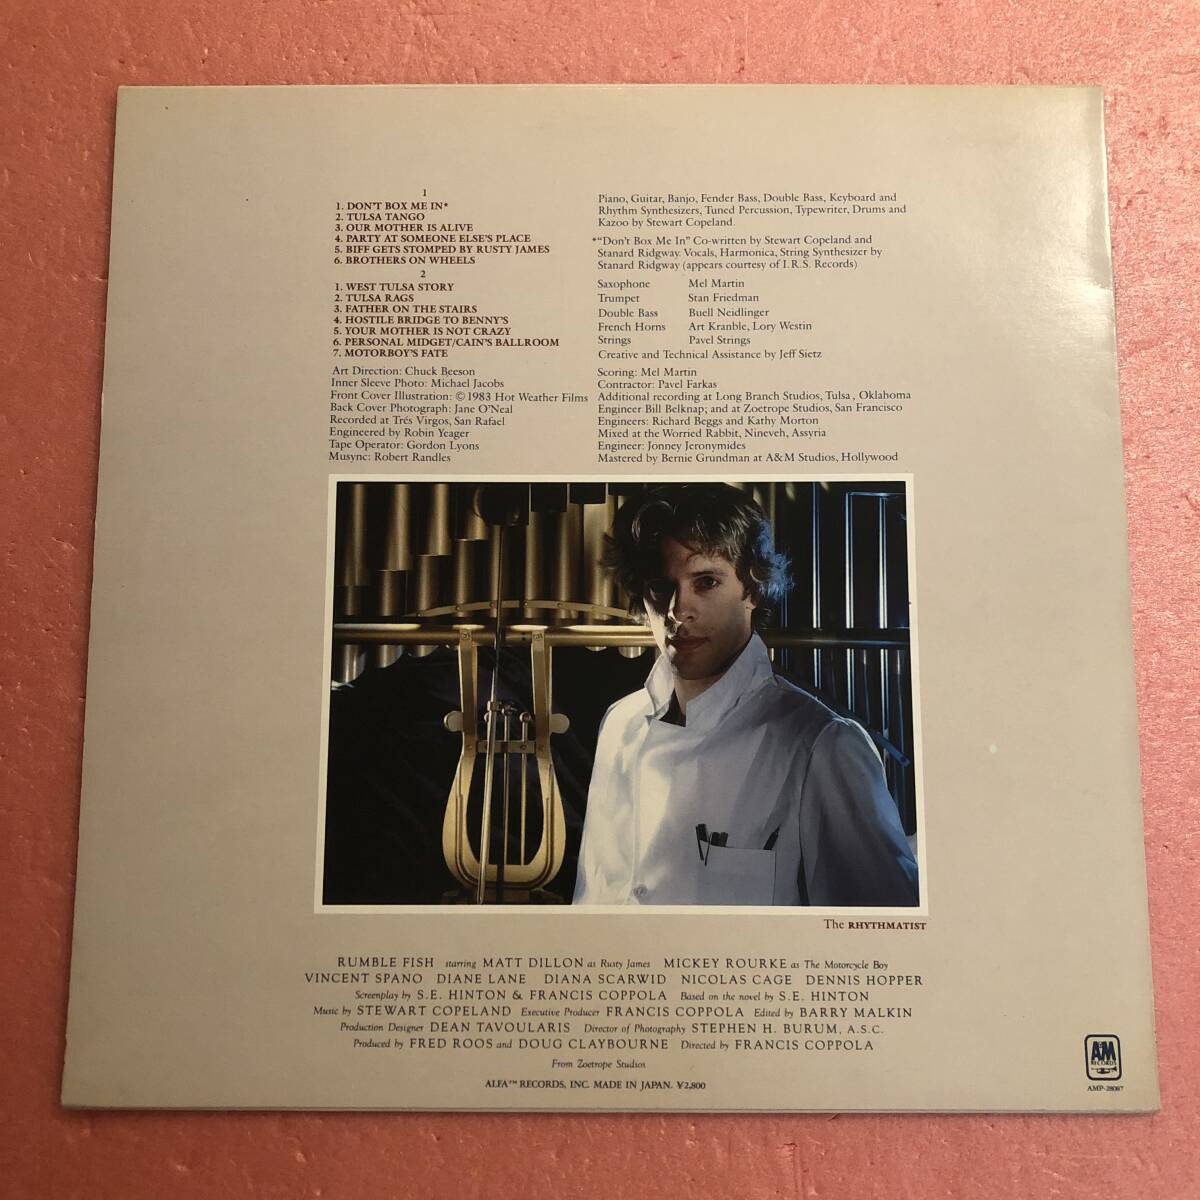 1
1. DON'T BOX ME IN*
2. TULSA TANGO
3. OUR MOTHER IS ALIVE
4. PARTY AT SOMEONE ELSE'S PLACE
5. BIFF GETS STOMPED BY RUSTY JAMES
6. BROTHERS ON WHEELS
2
1. WEST TULSA STORY
2. TULSA RAGS
3. FATHER ON THE STAIRS
4. HOSTILE BRIDGE TO BENNY'S
5. YOUR MOTHER IS NOT CRAZY
6. PERSONAL MIDGET/CAIN'S BALLROOM
7. MOTORBOY'S FATE
Art Direction: Chuck Beeson
Inner Sleeve Photo: Michael Jacobs
Front Cover Illustration: © 1983 Hot Weather Films
Back Cover Photograph: Jane O'Neal
Recorded at Trés Virgos, San Rafael
Engineered by Robin Yeager
Tape Operator: Gordon Lyons
Musync: Robert Randles
Piano, Guitar, Banjo, Fender Bass, Double Bass, Keyboard and
Rhythm Synthesizers, Tuned Percussion, Typewriter, Drums and
Kazoo by Stewart Copeland.
*"Don't Box Me In" Co-written by Stewart Copeland and
Stanard Ridgway. Vocals, Harmonica, String Synthesizer by
Stanard Ridgway (appears courtesy of I.R.S. Records)
Saxophone Mel Martin
Trumpet Stan Friedman
Double Bass Buell Neidlinger
French Horns Art Kranble, Lory Westin
Strings Pavel Strings
Creative and Technical Assistance by Jeff Sietz
Scoring: Mel Martin
Contractor: Pavel Farkas
Additional recording at Long Branch Studios, Tulsa, Oklahoma
Engineer Bill Belknap; and at Zoetrope Studios, San Francisco
Engineers: Richard Beggs and Kathy Morton
Mixed at the Worried Rabbit, Nineveh, Assyria
Engineer: Jonney Jeronymides
Mastered by Bernie Grundman at A&M Studios, Hollywood
The RHYTHMATIST
RUMBLE FISH starring MATT DILLON as Rusty James MICKEY ROURKE as The Motorcycle Boy
VINCENT SPANO DIANE LANE DIANA SCARWID NICOLAS CAGE DENNIS HOPPER
Screenplay by S.E. HINTON & FRANCIS COPPOLA Based on the novel by S.E. HINTON
Music by STEWART COPELAND Executive Producer FRANCIS COPPOLA Edited by BARRY MALKIN
Production Designer DEAN TAVOULARIS Director of Photography STEPHEN H. BURUM, A.S.C.
Produced by FRED ROOS and DOUG CLAYBOURNE Directed by FRANCIS COPPOLA
From Zoetrope Studios
ALFA™ RECORDS, INC. MADE IN JAPAN. ¥2,800
A&M
RECORDS
AMP-28087